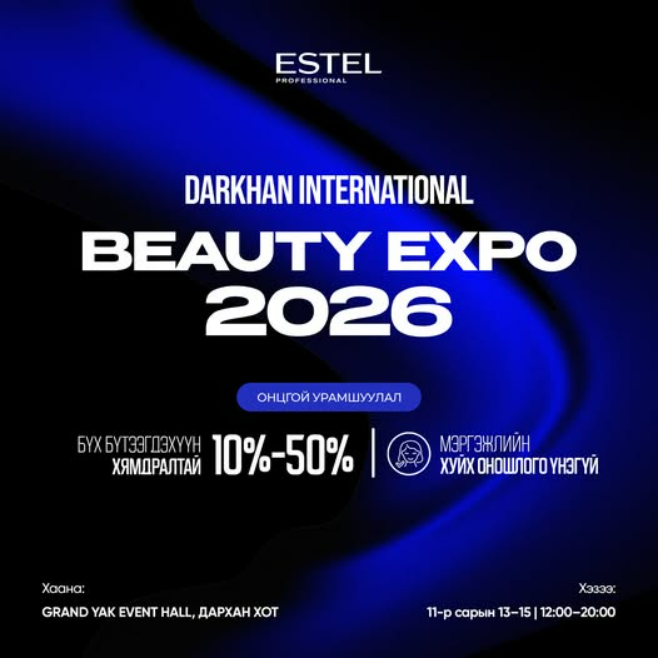 ESTEL
PROFESSIONAL
DARKHAN INTERNATIONAL
BEAUTY EXPO
2026
ОНЦГОЙ УРАМШУУЛАЛ
БҮХ БҮТЭЭГДЭХҮҮН
ХЯМДРАЛТАЙ
10%-50%
МЭРГЭЖЛИЙН
ХУЙХ ОНОШЛОГО ҮНЭГҮЙ
Хаана:
GRAND YAK EVENT HALL, ДАРХАН ХОТ
Хэзээ:
11-р сарын 13–15 | 12:00–20:00